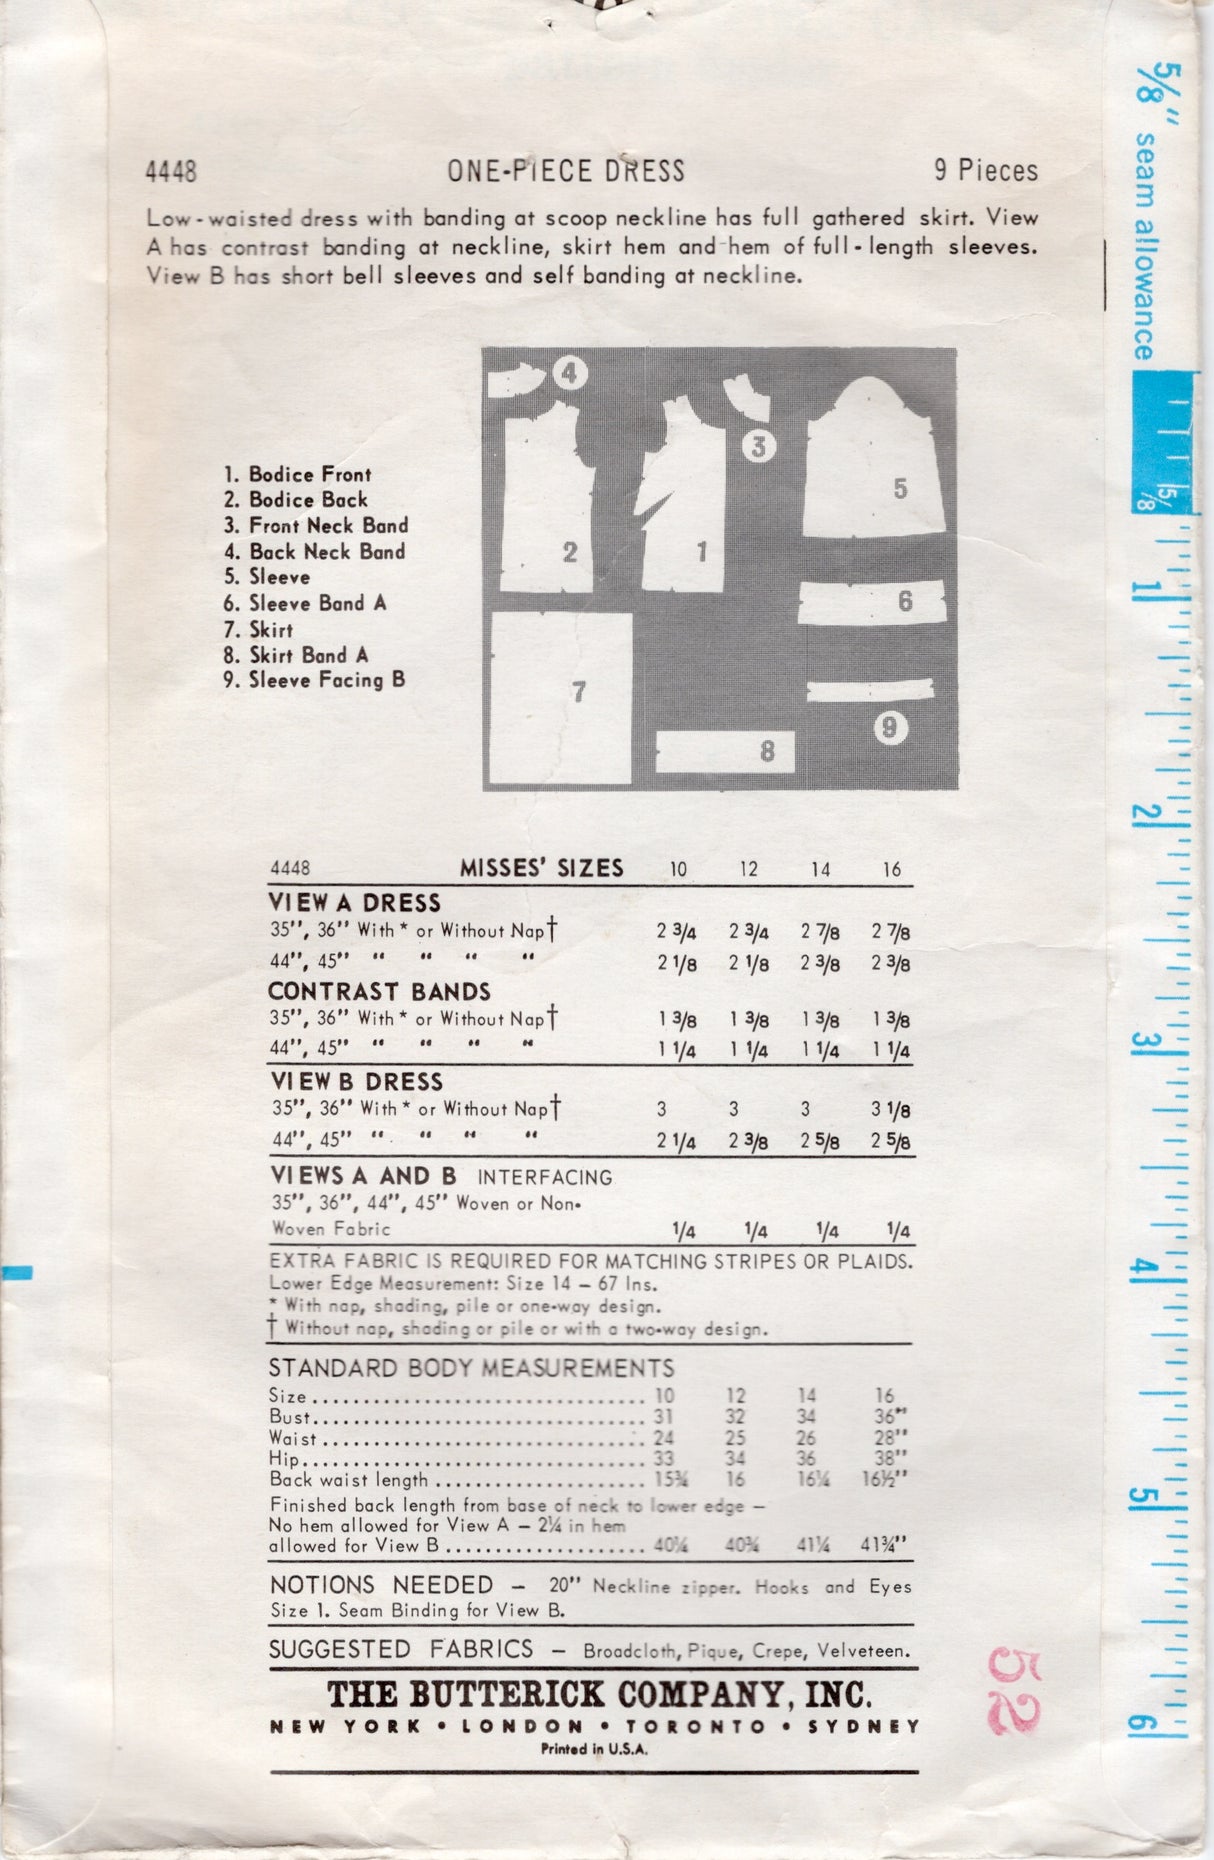 4448 ONE-PIECE DRESS 9 Pieces
Low-waisted dress with banding at scoop neckline has full gathered skirt. View
A has contrast banding at neckline, skirt hem and hem of full-length sleeves.
View B has short bell sleeves and self banding at neckline.
1. Bodice Front
2. Bodice Back
3. Front Neck Band
4. Back Neck Band
5. Sleeve
6. Sleeve Band A
7. Skirt
8. Skirt Band A
9. Sleeve Facing B
4
3
5
2
1
6
7
9
8
4448 MISSES' SIZES 10 12 14 16
VIEW A DRESS
35", 36" With * or Without Nap† 2 3/4 2 3/4 2 7/8 2 7/8
44", 45" " " " " 2 1/8 2 1/8 2 3/8 2 3/8
CONTRAST BANDS
35", 36" With * or Without Nap† 1 3/8 1 3/8 1 3/8 1 3/8
44", 45" " " " " 1 1/4 1 1/4 1 1/4 1 1/4
VIEW B DRESS
35", 36" With * or Without Nap† 3 3 3 3 1/8
44", 45" " " " " 2 1/4 2 3/8 2 5/8 2 5/8
VIEWS A AND B INTERFACING
35", 36", 44", 45" Woven or Non-
Woven Fabric 1/4 1/4 1/4 1/4
EXTRA FABRIC IS REQUIRED FOR MATCHING STRIPES OR PLAIDS.
Lower Edge Measurement: Size 14 – 67 Ins.
* With nap, shading, pile or one-way design.
† Without nap, shading or pile or with a two-way design.
STANDARD BODY MEASUREMENTS
Size................................ 10 12 14 16
Bust................................ 31 32 34 36"
Waist............................... 24 25 26 28"
Hip................................. 33 34 36 38"
Back waist length .................... 15¾ 16 16¼ 16½"
Finished back length from base of neck to lower edge –
No hem allowed for View A – 2¼ in hem
allowed for View B.................... 40¼ 40¾ 41¼ 41¾"
NOTIONS NEEDED – 20" Neckline zipper. Hooks and Eyes
Size 1. Seam Binding for View B.
SUGGESTED FABRICS – Broadcloth, Pique, Crepe, Velveteen.
THE BUTTERICK COMPANY, INC.
NEW YORK • LONDON • TORONTO • SYDNEY
Printed in U.S.A.
5/8" seam allowance
5/8
1
2
3
4
5
6
52